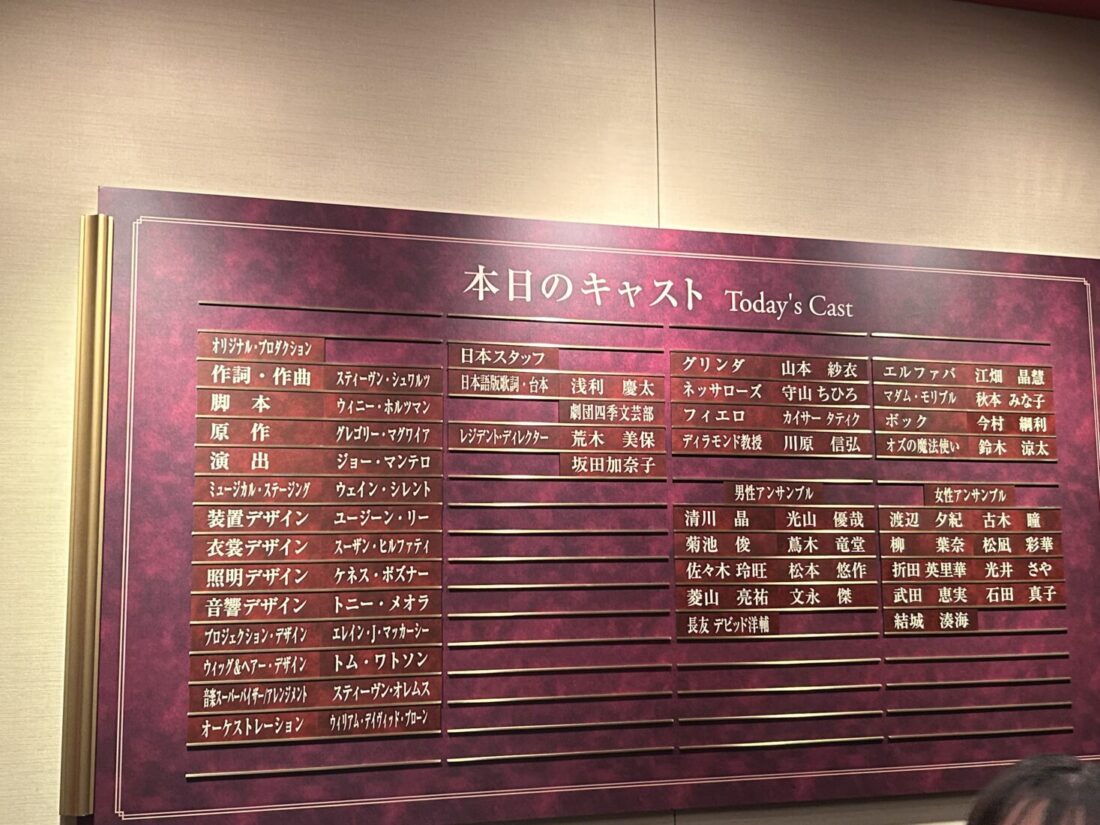 本日のキャスト Today's Cast
オリジナル・プロダクション
作詞・作曲 スティーヴン・シュワルツ
脚本 ウィニー・ホルツマン
原作 グレゴリー・マグワイア
演出 ジョー・マンテロ
ミュージカル・ステージング ウェイン・シレント
装置デザイン ユージーン・リー
衣裳デザイン スーザン・ヒルファティ
照明デザイン ケネス・ポズナー
音響デザイン トニー・メオラ
プロジェクション・デザイン エレイン・J・マッカーシー
ウィッグ&ヘアー・デザイン トム・ワトソン
音楽スーパーバイザー/アレンジメント スティーヴン・オレムス
オーケストレーション ウィリアム・デイヴィッド・ブローン
日本スタッフ
日本語版歌詞・台本 浅利 慶太
劇団四季文芸部
レジデント・ディレクター 荒木 美保
坂田加奈子
グリンダ 山本 紗衣
ネッサローズ 守山 ちひろ
フィエロ カイサー タティク
ディラモンド教授 川原 信弘
エルファバ 江畑 晶慧
マダム・モリブル 秋本 みな子
ボック 今村 綱利
オズの魔法使い 鈴木 涼太
男性アンサンブル
清川 晶 光山 優哉
菊池 俊 蔦木 竜堂
佐々木 玲旺 松本 悠作
菱山 亮祐 文永 傑
長友 デビッド洋輔
女性アンサンブル
渡辺 夕紀 古木 瞳
柳 葉奈 松凪 彩華
折田 英里華 光井 さや
武田 恵実 石田 真子
結城 湊海